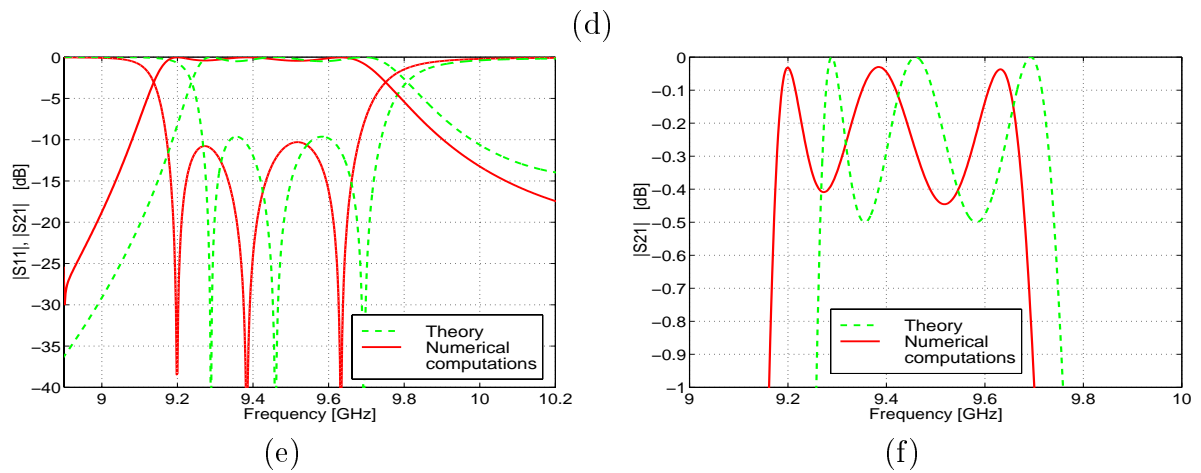 (d)
0
−5
−10
−15
−20
−25
−30
−35
−40
|S11|, |S21| [dB]
9
9.2
9.4
9.6
9.8
10
10.2
Frequency [GHz]
Theory
Numerical
computations
(e)
0
−0.1
−0.2
−0.3
−0.4
−0.5
−0.6
−0.7
−0.8
−0.9
−1
|S21| [dB]
9
9.2
9.4
9.6
9.8
10
Frequency [GHz]
Theory
Numerical
computations
(f)